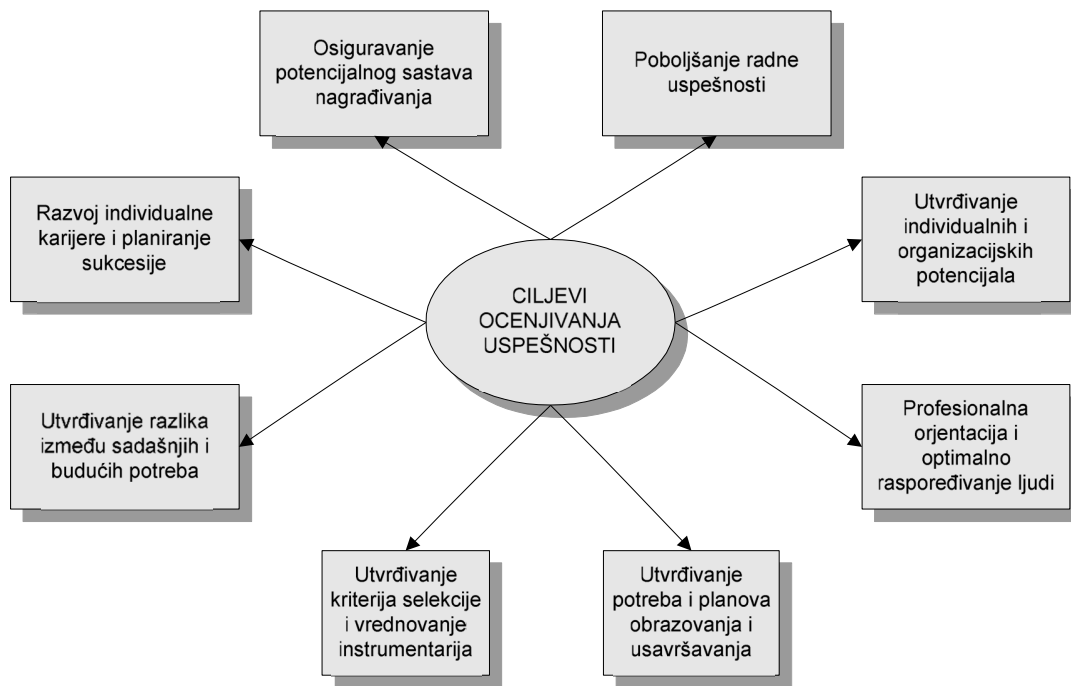 Osiguravanje
potencijalnog sastava
nagrađivanja
Poboljšanje radne
uspešnosti
Razvoj individualne
karijere i planiranje
sukcesije
Utvrđivanje
individualnih i
organizacijskih
potencijala
CILJEVI
OCENJIVANJA
USPEŠNOSTI
Utvrđivanje razlika
između sadašnjih i
budućih potreba
Profesionalna
orjentacija i
optimalno
raspoređivanje ljudi
Utvrđivanje
kriterija selekcije
i vrednovanje
instrumentarija
Utvrđivanje
potreba i planova
obrazovanja i
usavršavanja